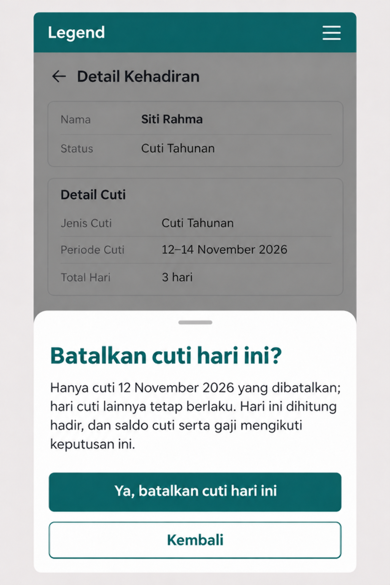 Legend
Detail Kehadiran
Nama Siti Rahma
Status Cuti Tahunan
Detail Cuti
Jenis Cuti Cuti Tahunan
Periode Cuti 12–14 November 2026
Total Hari 3 hari
Batalkan cuti hari ini?
Hanya cuti 12 November 2026 yang dibatalkan;
hari cuti lainnya tetap berlaku. Hari ini dihitung
hadir, dan saldo cuti serta gaji mengikuti
keputusan ini.
Ya, batalkan cuti hari ini
Kembali